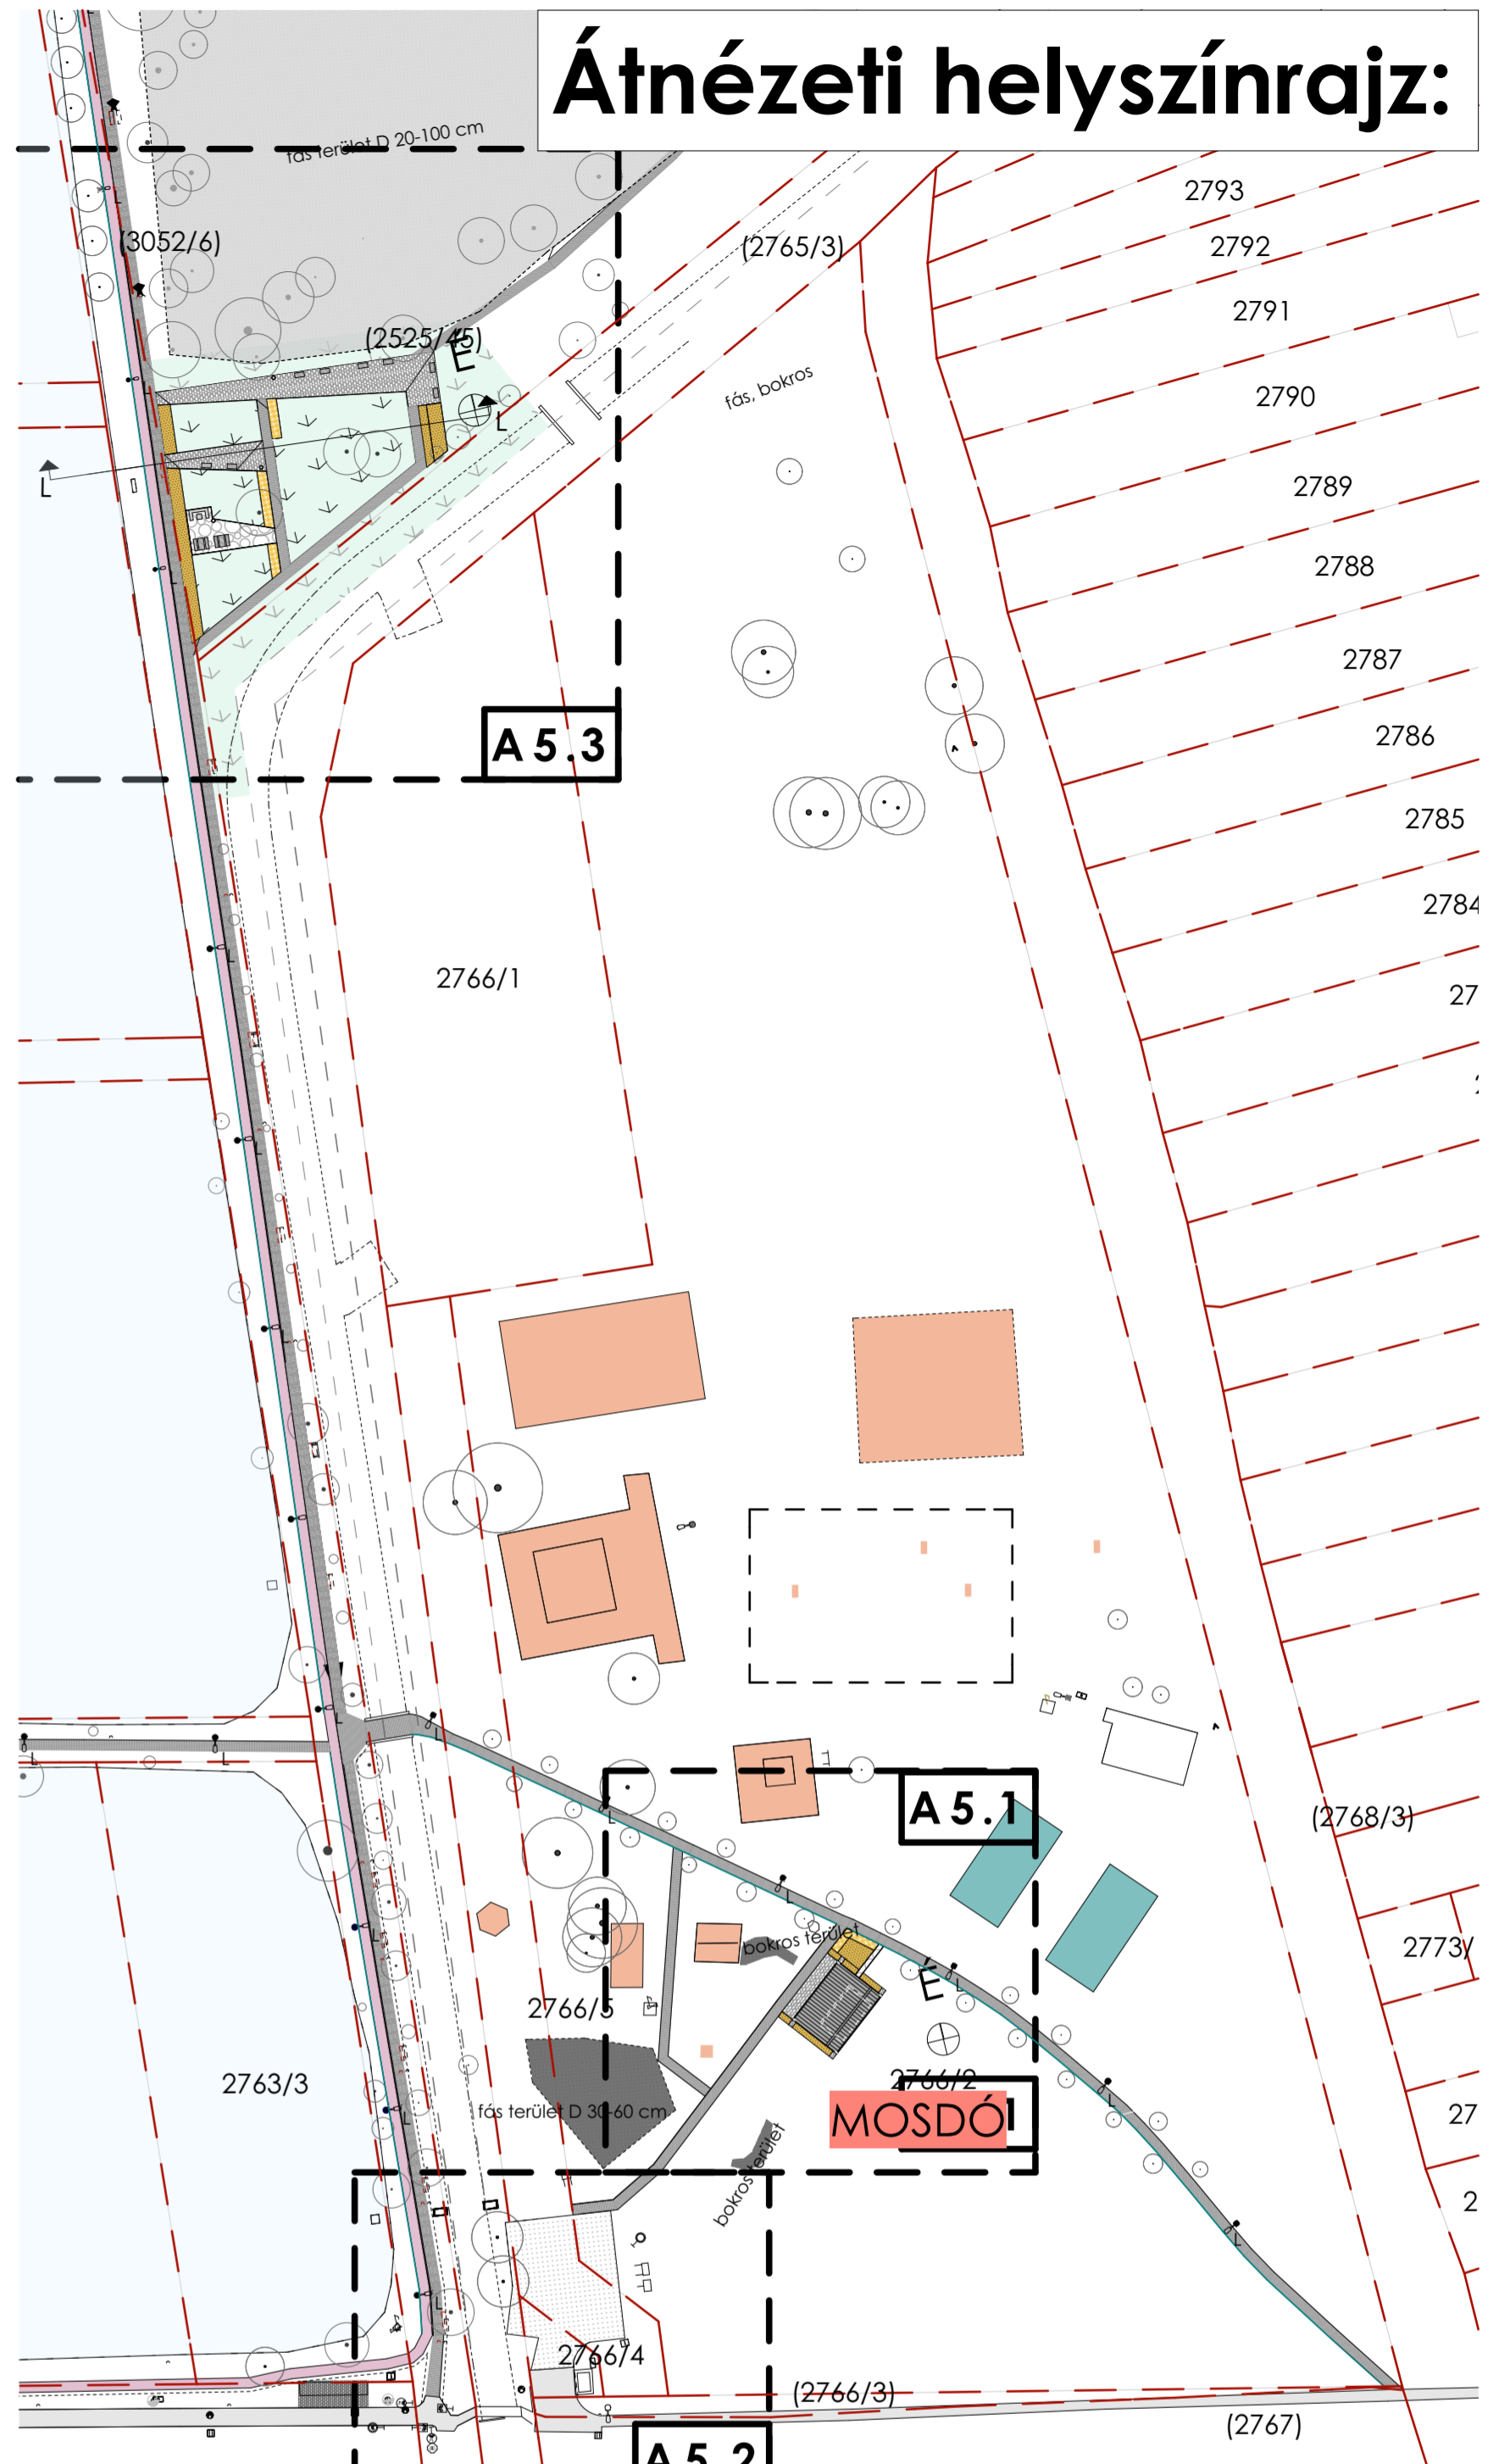 Átnézeti helyszínrajz:
fás terület D 20-100 cm
2793
(3052/6)
(2765/3)
2792
2791
(2525/45)
É
fás, bokros
2790
L
L
2789
2788
2787
2786
A 5.3
2785
2784
2766/1
27
A 5.1
(2768/3)
bokros terület
2773/
É
2766/5
2766/2
2763/3
fás terület D 30-60 cm
MOSDÓ
27
bokros terület
2
2766/4
(2766/3)
(2767)
A 5.2